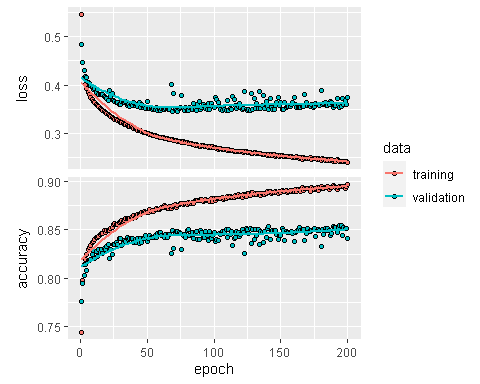 loss
0.5
0.4
0.3
accuracy
0.90
0.85
0.80
0.75
0 50 100 150 200
epoch
data
training
validation